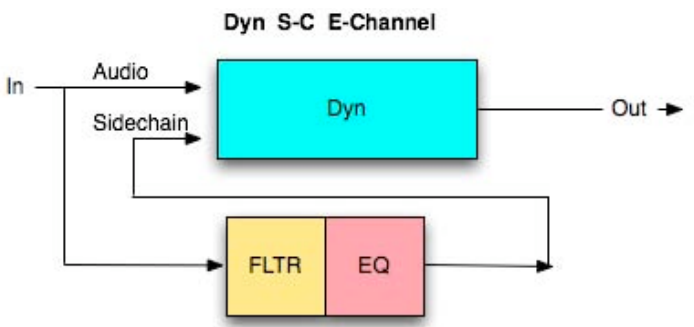 Dyn S-C E-Channel
Audio
In
Dyn
Out
Sidechain
FLTR
EQ